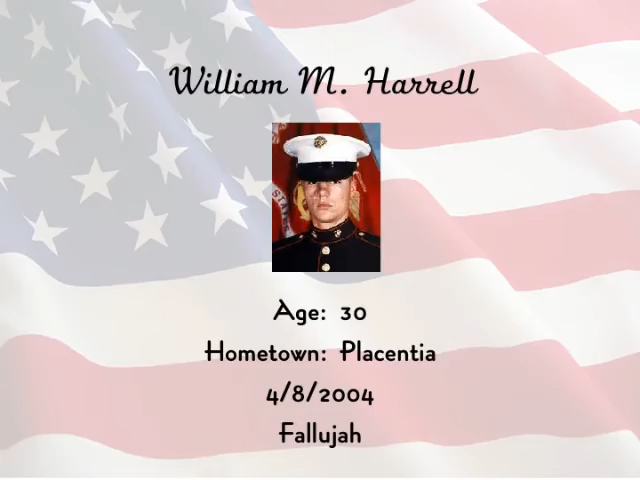 William M. Harrell
Age: 30
Hometown: Placentia
4/8/2004
Fallujah